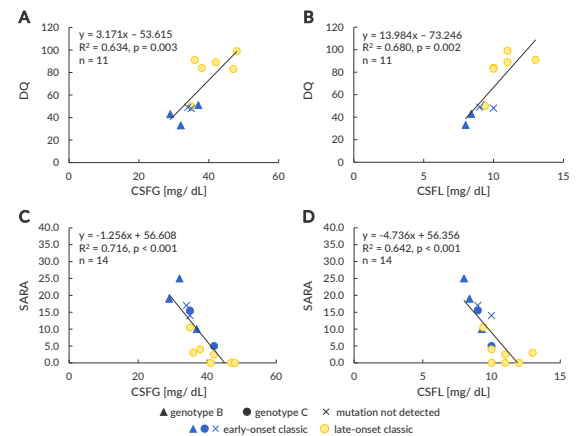 A
y = 3.171x – 53.615
R² = 0.634, p = 0.003
n = 11
DQ
120
100
80
60
40
20
0
0 20 40 60
CSFG [mg/ dL]
B
y = 13.984x – 73.246
R² = 0.680, p = 0.002
n = 11
DQ
120
100
80
60
40
20
0
0 5 10 15
CSFL [mg/ dL]
C
y = -1.256x + 56.608
R² = 0.716, p < 0.001
n = 14
SARA
40.0
35.0
30.0
25.0
20.0
15.0
10.0
5.0
0.0
0 20 40 60
CSFG [mg/ dL]
D
y = -4.736x + 56.356
R² = 0.642, p < 0.001
n = 14
SARA
40.0
35.0
30.0
25.0
20.0
15.0
10.0
5.0
0.0
0 5 10 15
CSFL [mg/ dL]
genotype B genotype C mutation not detected
early-onset classic late-onset classic